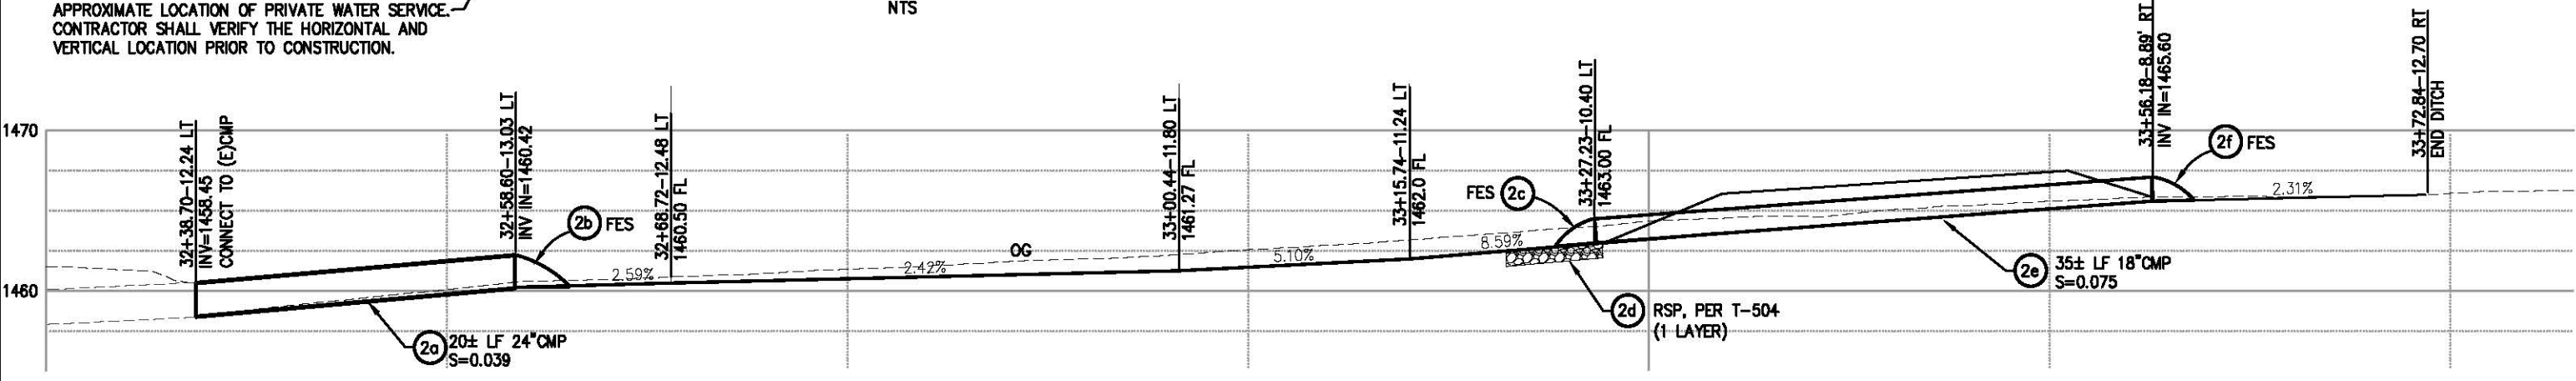 APPROXIMATE LOCATION OF PRIVATE WATER SERVICE.
CONTRACTOR SHALL VERIFY THE HORIZONTAL AND
VERTICAL LOCATION PRIOR TO CONSTRUCTION.
NTS
1470
1460
32+38.70-12.24 LT
INV=1458.45
CONNECT TO (E)CMP
32+58.60-13.03 LT
INV IN=1460.42
2b FES
32+68.72-12.48 LT
1460.50 FL
2.59%
2.42%
OG
33+00.44-11.80 LT
1461.27 FL
5.10%
33+15.74-11.24 LT
1462.0 FL
8.59%
FES 2c
33+27.23-10.40 LT
1463.00 FL
2d RSP, PER T-504
(1 LAYER)
2e 35± LF 18"CMP
S=0.075
33+56.18-8.89' RT
INV IN=1465.60
2f FES
2.31%
33+72.84-12.70 RT
END DITCH
2a 20± LF 24"CMP
S=0.039